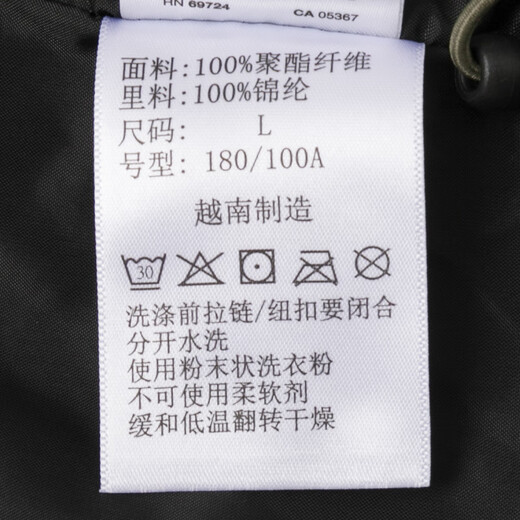 HN 69724 CA 05367
面料:100%聚酯纤维
里料:100%锦纶
尺码: L
号型: 180/100A
越南制造
30
洗涤前拉链/纽扣要闭合
分开水洗
使用粉末状洗衣粉
不可使用柔软剂
缓和低温翻转干燥